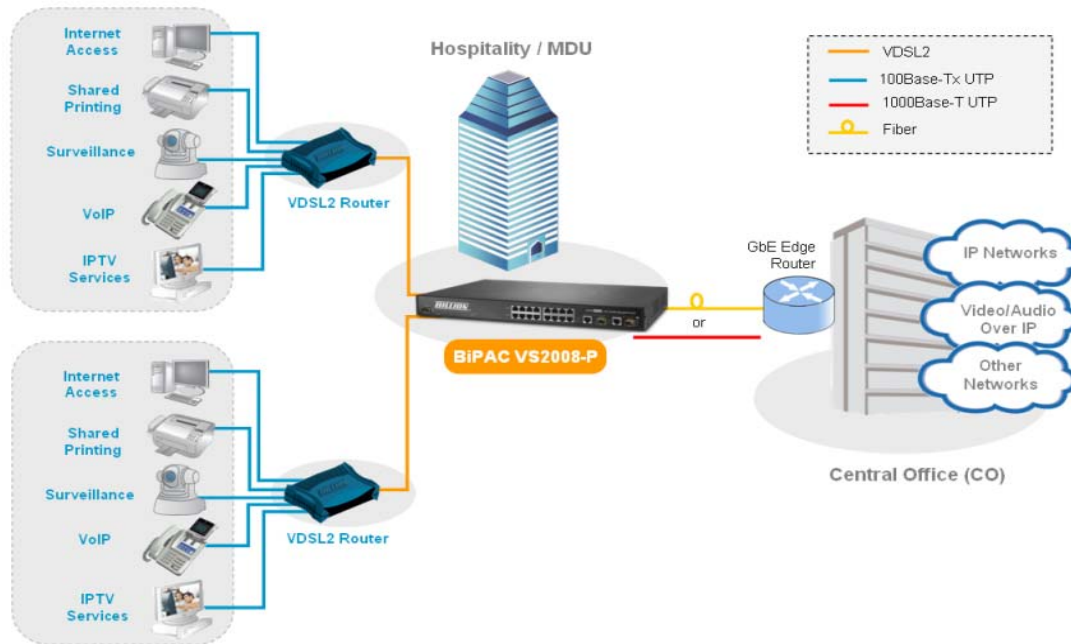 Internet
Access
Shared
Printing
Surveillance
VoIP
IPTV
Services
VDSL2 Router
Hospitality / MDU
VDSL2
100Base-Tx UTP
1000Base-T UTP
Fiber
BILLION
BiPAC VS2008-P
or
GbE Edge
Router
IP Networks
Video/Audio
Over IP
Other
Networks
Central Office (CO)
Internet
Access
Shared
Printing
Surveillance
VoIP
IPTV
Services
VDSL2 Router